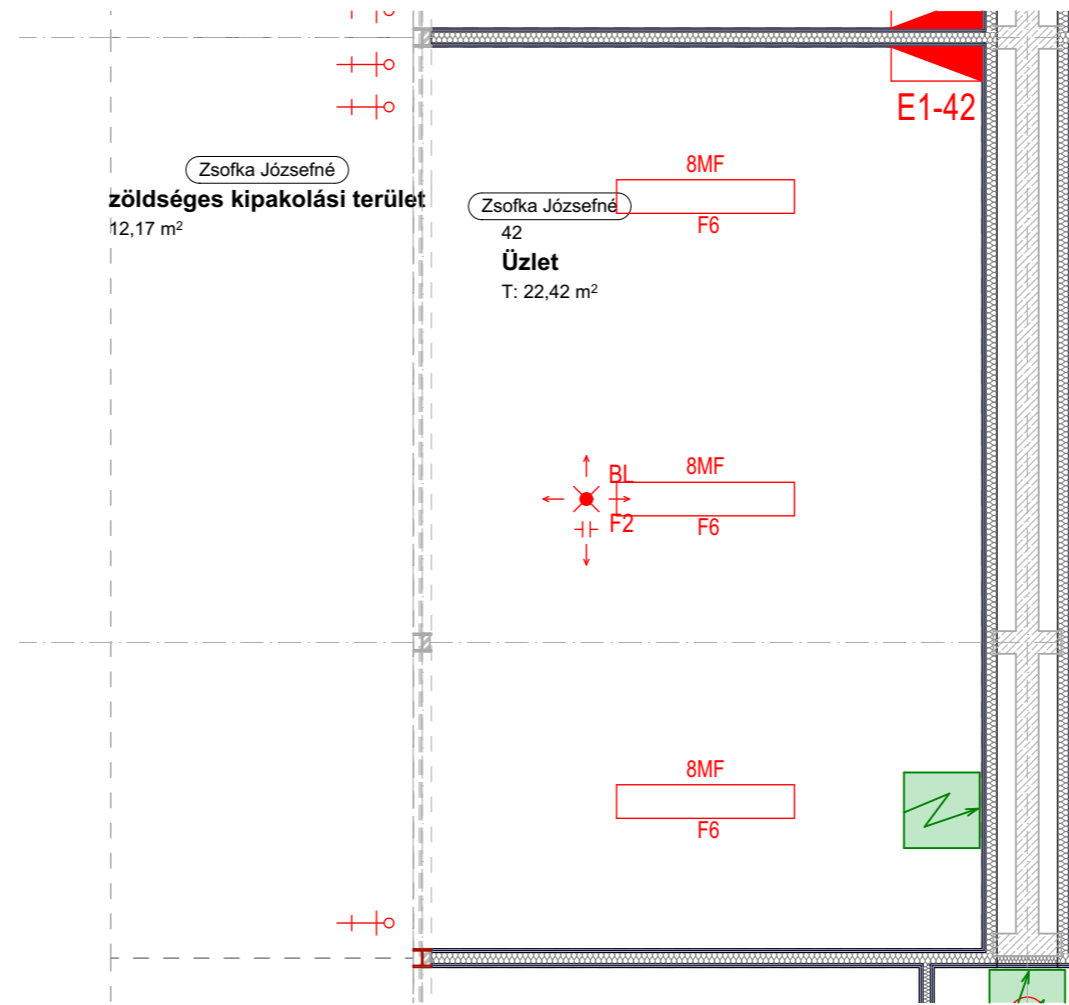 E1-42
Zsofka Józsefné
zöldséges kipakolási terület
12,17 m²
8MF
F6
Zsofka Józsefné
42
Üzlet
T: 22,42 m²
BL
F2
8MF
F6
8MF
F6